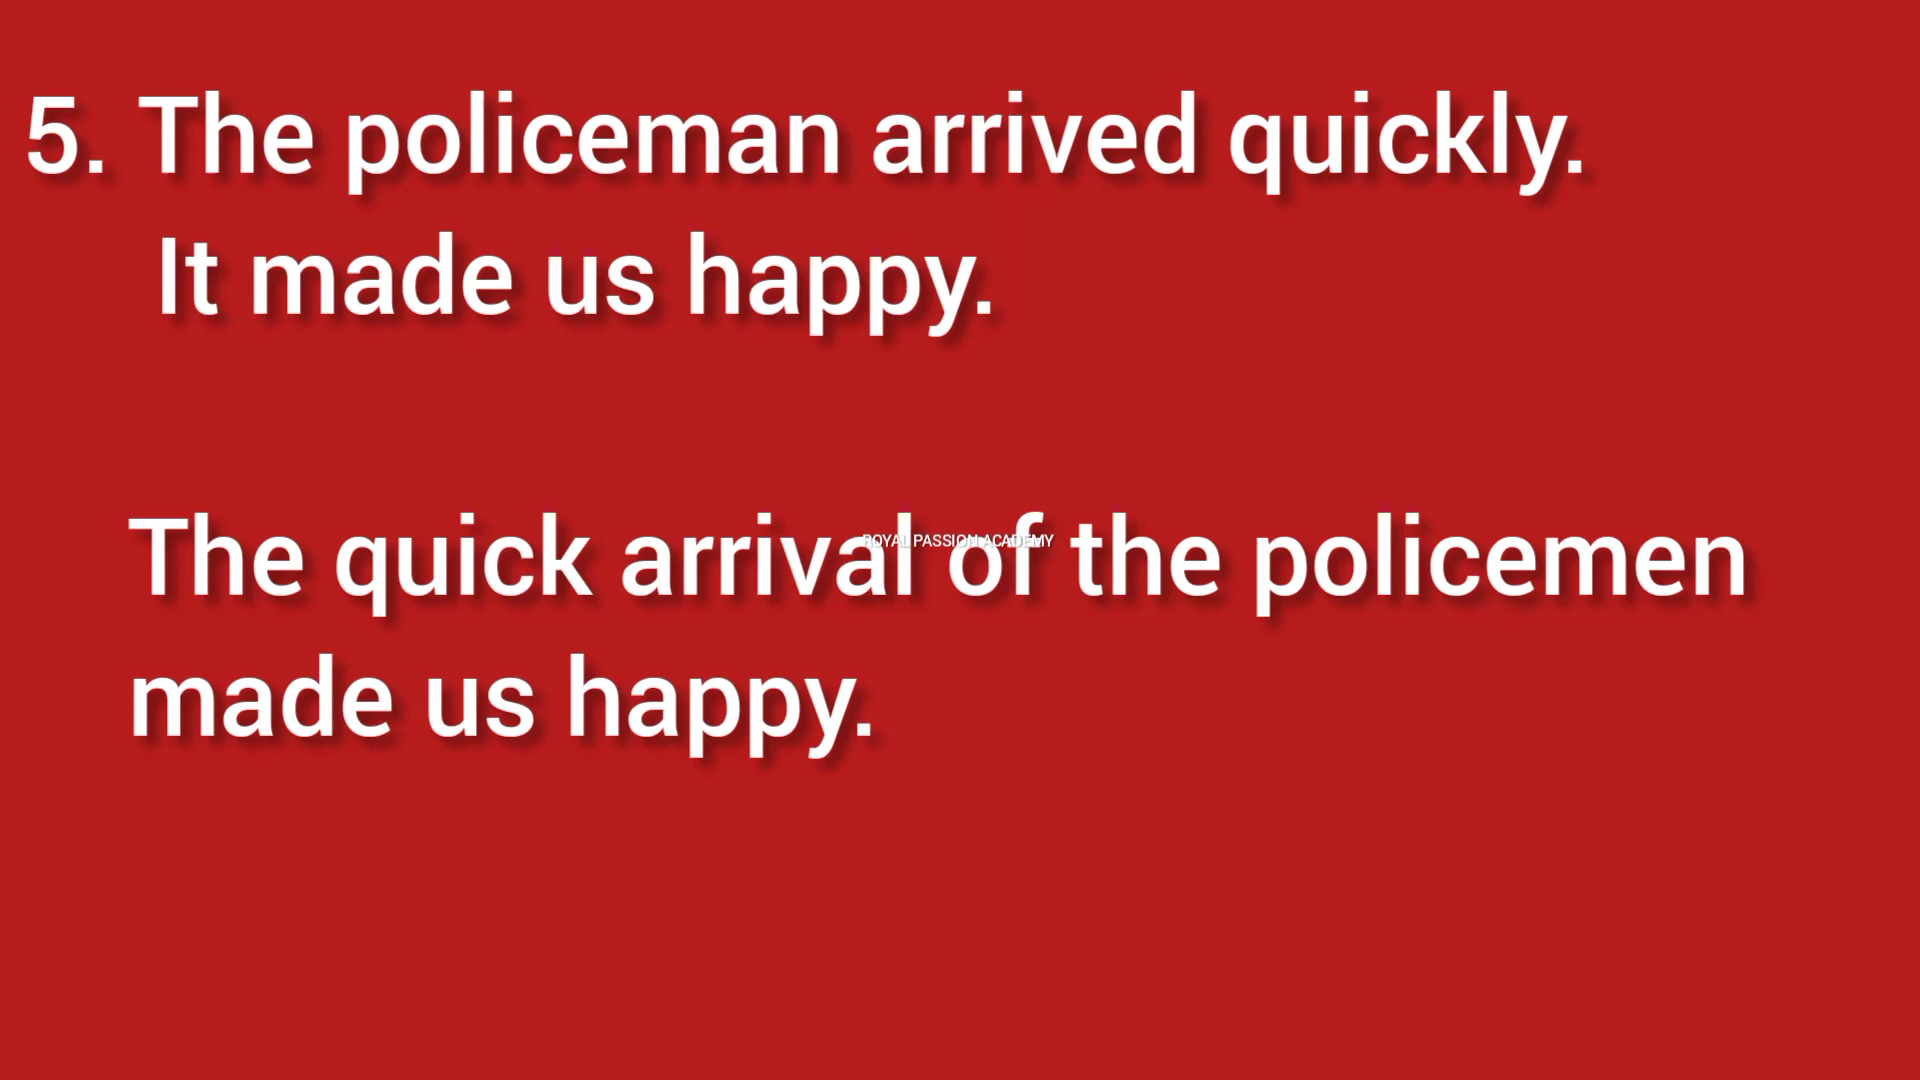 5. The policeman arrived quickly.
It made us happy.
The quick arrival of the policemen
ROYAL PASSION ACADEMY
made us happy.